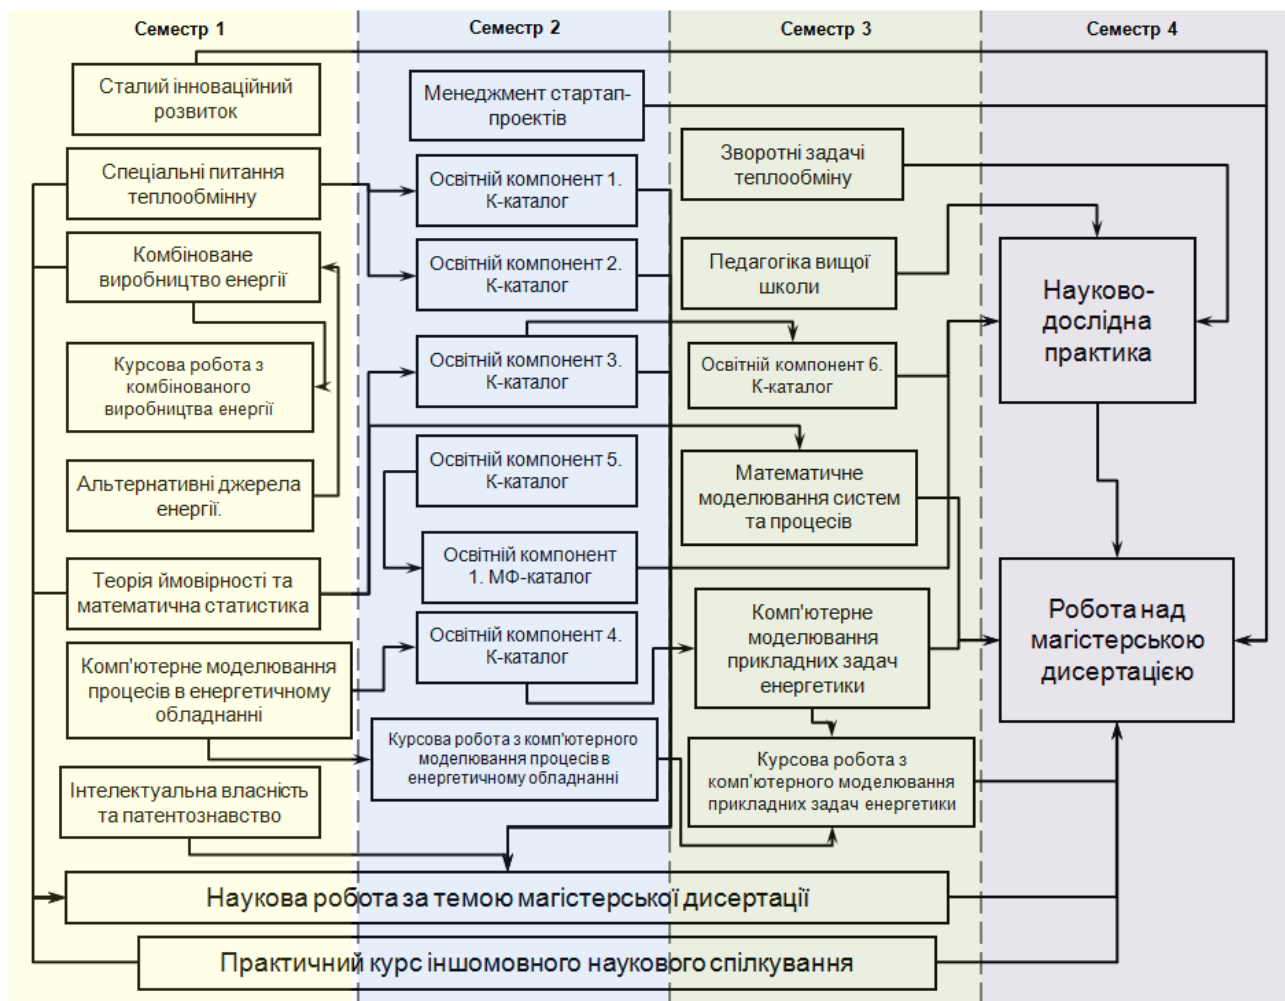 Семестр 1
Семестр 2
Семестр 3
Семестр 4
Сталий інноваційний
розвиток
Спеціальні питання
теплообмінну
Комбіноване
виробництво енергії
Курсова робота з
комбінованого
виробництва енергії
Альтернативні джерела
енергії.
Теорія ймовірності та
математична статистика
Комп'ютерне моделювання
процесів в енергетичному
обладнанні
Інтелектуальна власність
та патентознавство
Менеджмент стартап-
проектів
Освітній компонент 1.
К-каталог
Освітній компонент 2.
К-каталог
Освітній компонент 3.
К-каталог
Освітній компонент 5.
К-каталог
Освітній компонент
1. МФ-каталог
Освітній компонент 4.
К-каталог
Курсова робота з комп'ютерного
моделювання процесів в
енергетичному обладнанні
Зворотні задачі
теплообміну
Педагогіка вищої
школи
Освітній компонент 6.
К-каталог
Математичне
моделювання систем
та процесів
Комп'ютерне
моделювання
прикладних задач
енергетики
Курсова робота з
комп'ютерного моделювання
прикладних задач енергетики
Науково-
дослідна
практика
Робота над
магістерською
дисертацією
Наукова робота за темою магістерської дисертації
Практичний курс іншомовного наукового спілкування